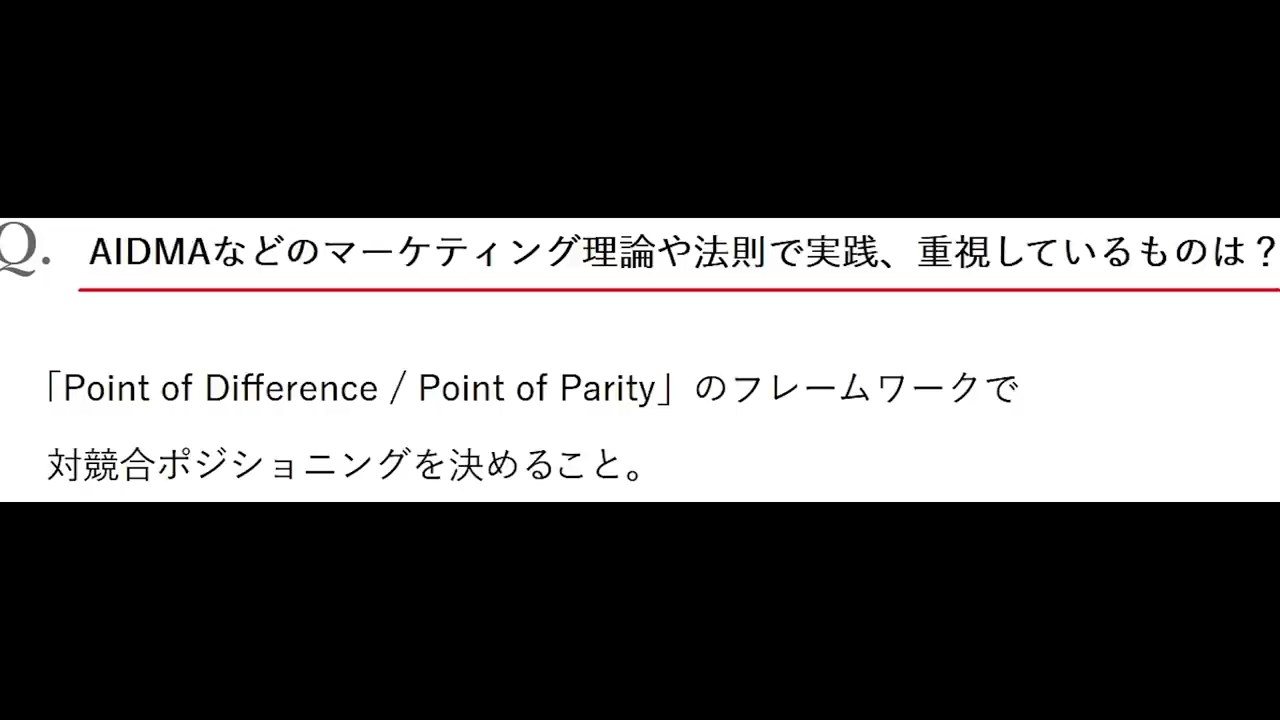 Q. AIDMAなどのマーケティング理論や法則で実践、重視しているものは？
「Point of Difference / Point of Parity」のフレームワークで
対競合ポジショニングを決めること。